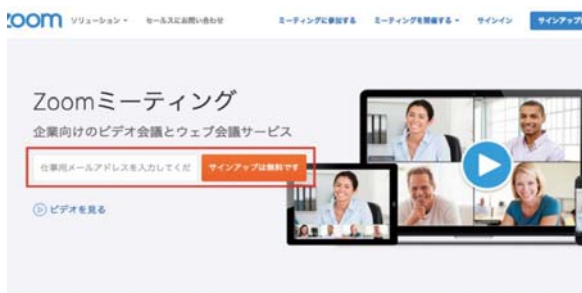 zoom ソリューション セールスにお問い合わせ ミーティングに参加する ミーティングを開催する サインイン サインアップは
Zoomミーティング
企業向けのビデオ会議とウェブ会議サービス
仕事用メールアドレスを入力してくだ サインアップは無料です
ビデオを見る